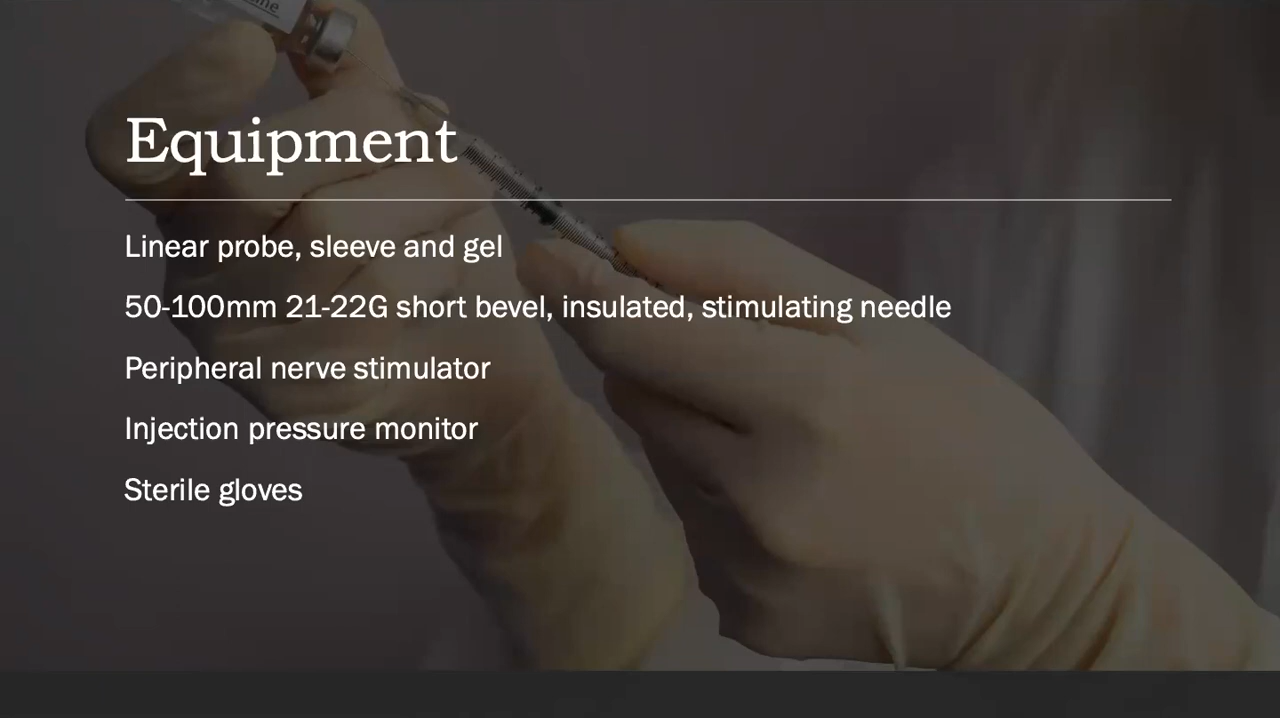 Equipment
Linear probe, sleeve and gel
50-100mm 21-22G short bevel, insulated, stimulating needle
Peripheral nerve stimulator
Injection pressure monitor
Sterile gloves